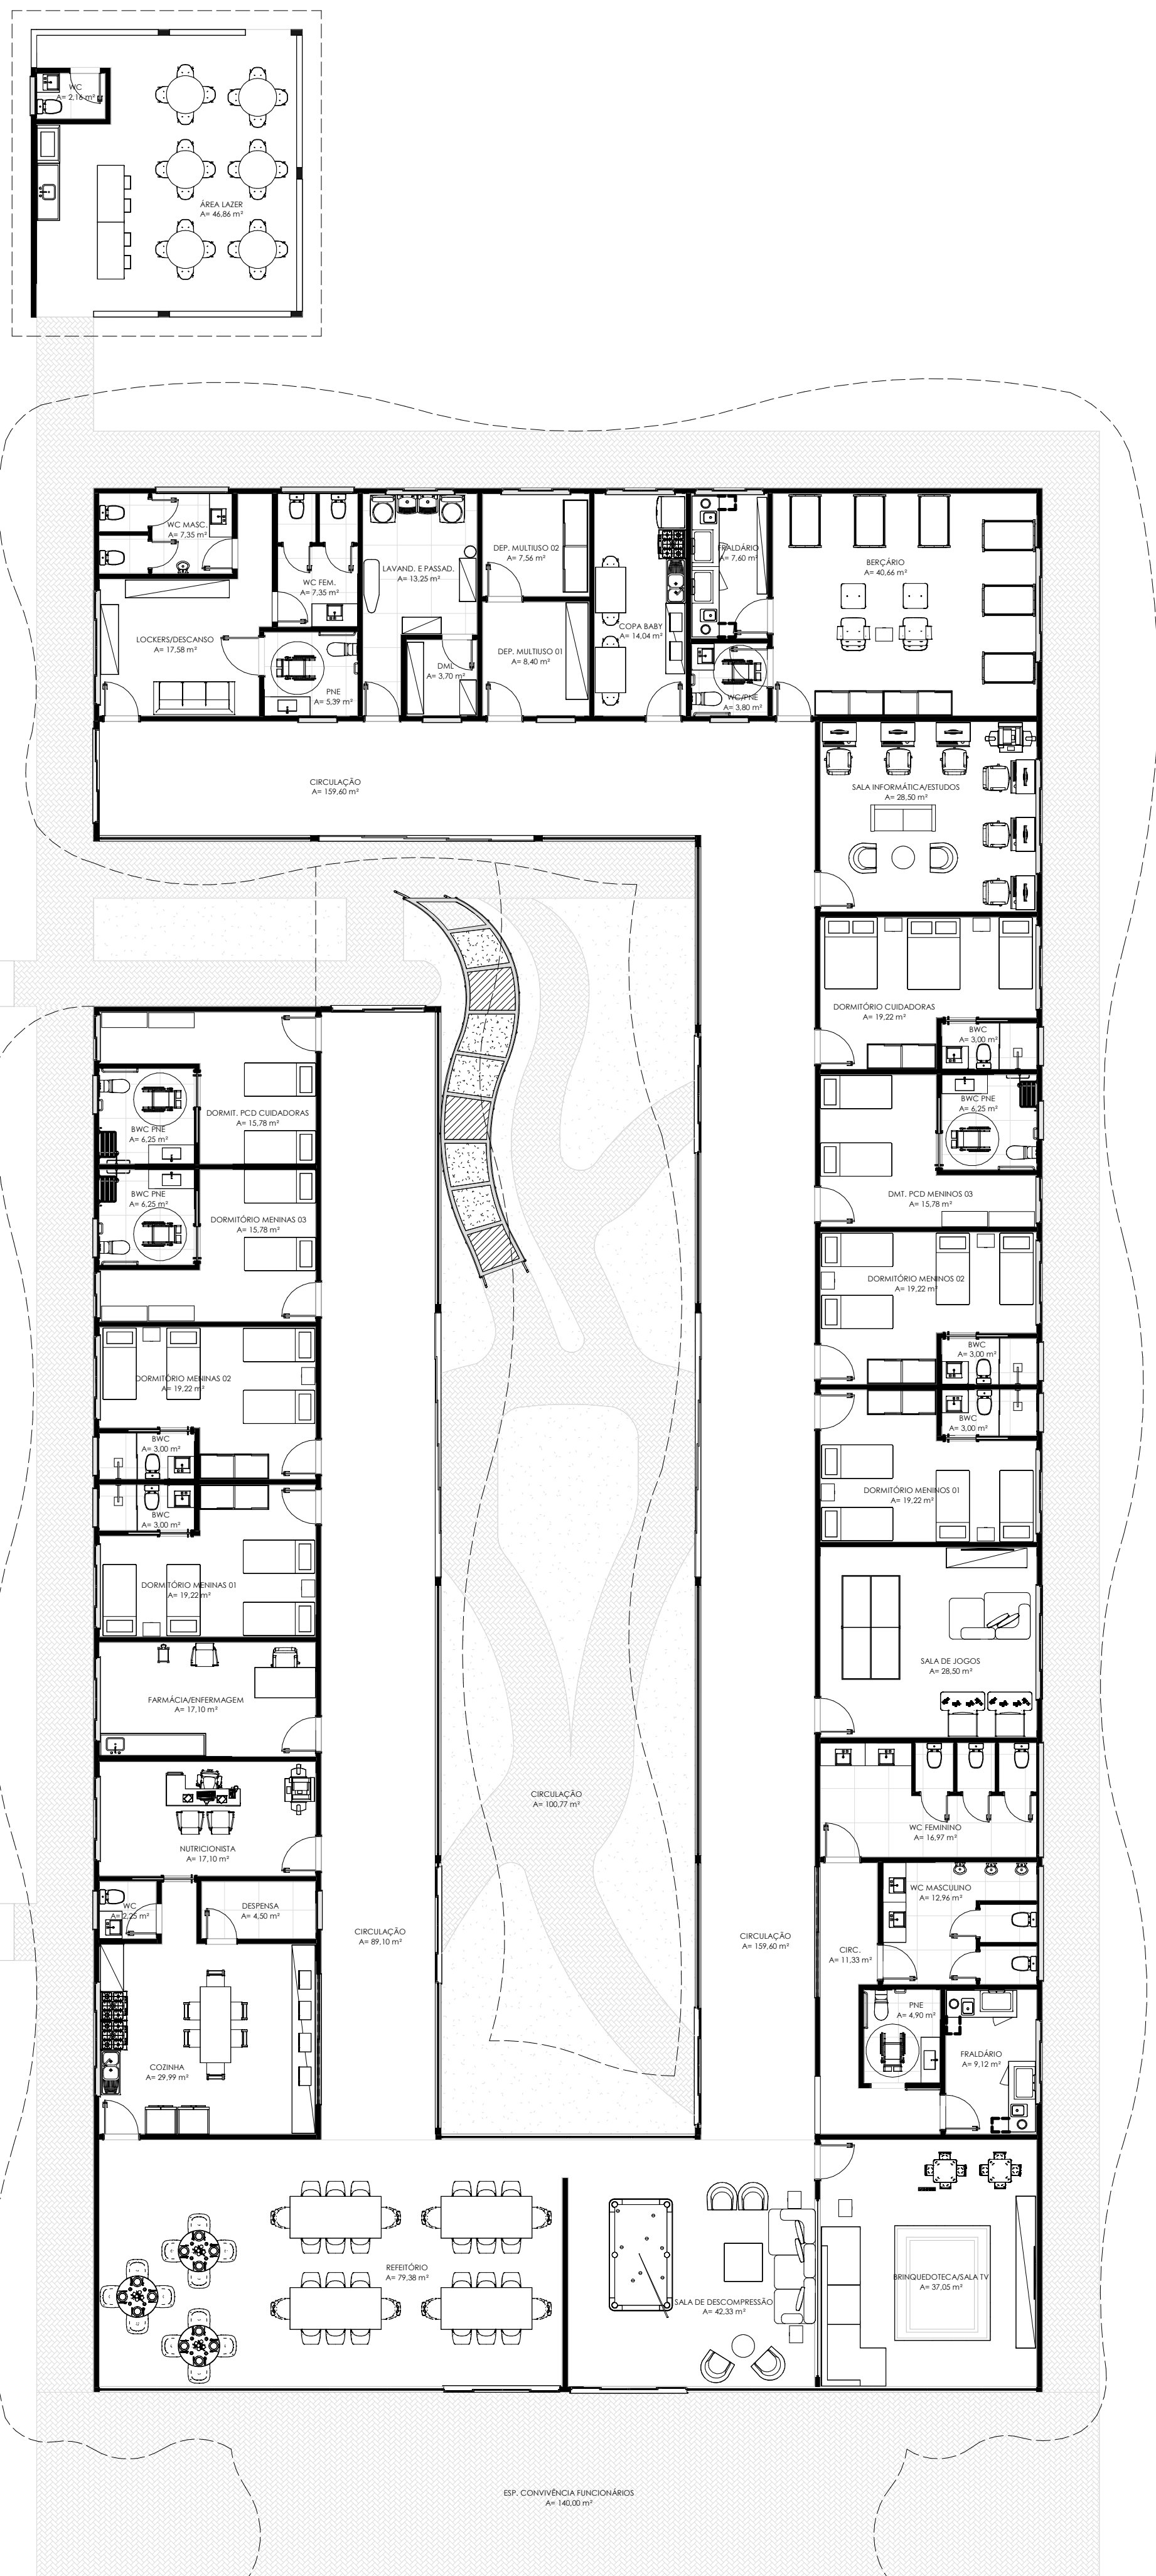 WC
A= 2,16 m²
ÁREA LAZER
A= 46,86 m²
WC MASC.
A= 7,35 m²
WC FEM.
A= 7,35 m²
LAVAND. E PASSAD.
A= 13,25 m²
DEP. MULTIUSO 02
A= 7,56 m²
FRALDÁRIO
A= 7,60 m²
BERÇÁRIO
A= 40,66 m²
COPA BABY
A= 14,04 m²
LOCKERS/DESCANSO
A= 17,58 m²
DEP. MULTIUSO 01
A= 8,40 m²
DML
A= 3,70 m²
PNE
A= 5,39 m²
WC/PNE
A= 3,80 m²
CIRCULAÇÃO
A= 159,60 m²
SALA INFORMÁTICA/ESTUDOS
A= 28,50 m²
DORMITÓRIO CUIDADORAS
A= 19,22 m²
BWC
A= 3,00 m²
DORMIT. PCD CUIDADORAS
A= 15,78 m²
BWC PNE
A= 6,25 m²
BWC PNE
A= 6,25 m²
BWC PNE
A= 6,25 m²
DORMITÓRIO MENINAS 03
A= 15,78 m²
DMT. PCD MENINOS 03
A= 15,78 m²
DORMITÓRIO MENINOS 02
A= 19,22 m²
BWC
A= 3,00 m²
DORMITÓRIO MENINAS 02
A= 19,22 m²
BWC
A= 3,00 m²
BWC
A= 3,00 m²
BWC
A= 3,00 m²
DORMITÓRIO MENINOS 01
A= 19,22 m²
DORMITÓRIO MENINAS 01
A= 19,22 m²
SALA DE JOGOS
A= 28,50 m²
FARMÁCIA/ENFERMAGEM
A= 17,10 m²
CIRCULAÇÃO
A= 100,77 m²
WC FEMININO
A= 16,97 m²
NUTRICIONISTA
A= 17,10 m²
WC MASCULINO
A= 12,96 m²
WC
A= 2,25 m²
DESPENSA
A= 4,50 m²
CIRCULAÇÃO
A= 89,10 m²
CIRCULAÇÃO
A= 159,60 m²
CIRC.
A= 11,33 m²
PNE
A= 4,90 m²
FRALDÁRIO
A= 9,12 m²
COZINHA
A= 29,99 m²
REFEITÓRIO
A= 79,38 m²
BRINQUEDOTECA/SALA TV
A= 37,05 m²
SALA DE DESCOMPRESSÃO
A= 42,33 m²
ESP. CONVIVÊNCIA FUNCIONÁRIOS
A= 140,00 m²